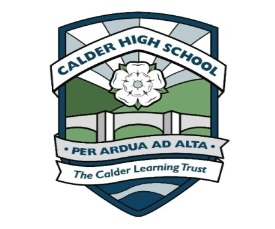 CALDER HIGH SCHOOL
• PER ARDUA AD ALTA •
The Calder Learning Trust